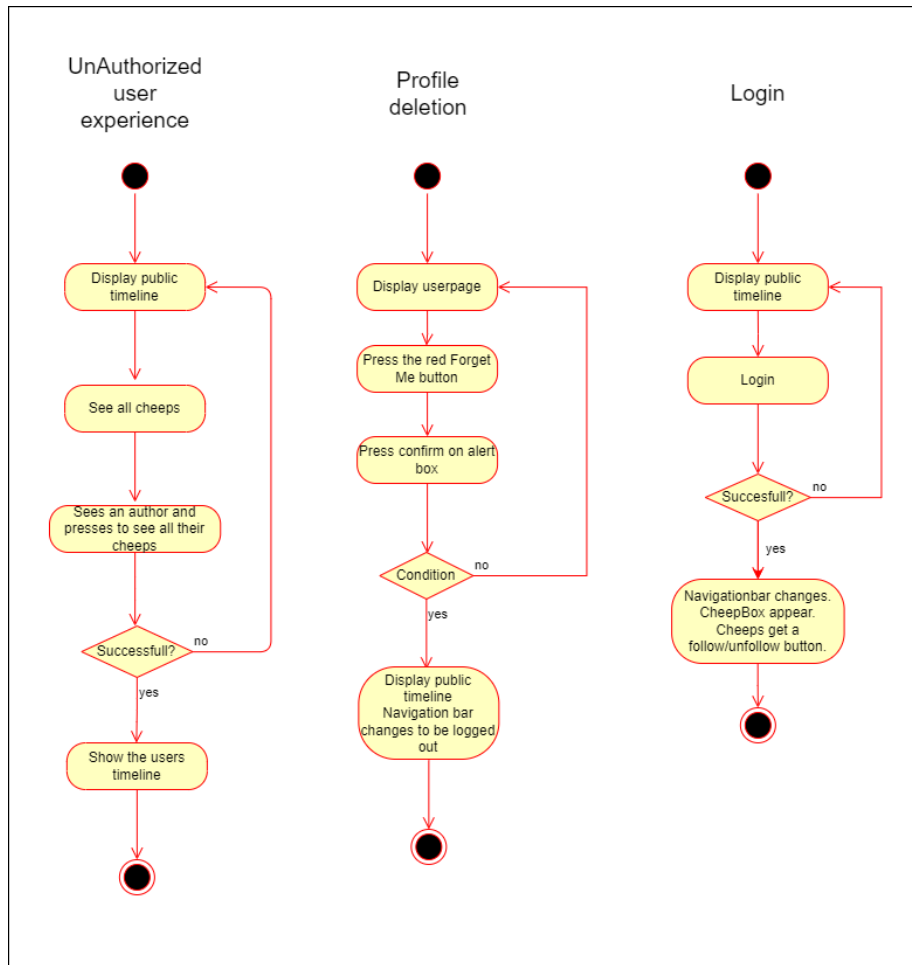 UnAuthorized
user
experience
Display public
timeline
See all cheeps
Sees an author and
presses to see all their
cheeps
Successfull?
no
yes
Show the users
timeline
Profile
deletion
Display userpage
Press the red Forget
Me button
Press confirm on alert
box
Condition
no
yes
Display public
timeline
Navigation bar
changes to be logged
out
Login
Display public
timeline
Login
Succesfull?
no
yes
Navigationbar changes.
CheepBox appear.
Cheeps get a
follow/unfollow button.